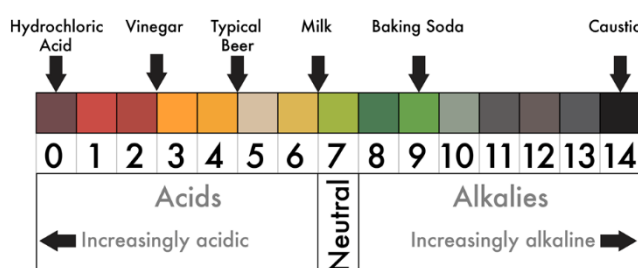 Hydrochloric Acid
Vinegar
Typical Beer
Milk
Baking Soda
Caustic
0 1 2 3 4 5 6 7 8 9 10 11 12 13 14
Acids
Neutral
Alkalies
Increasingly acidic
Increasingly alkaline